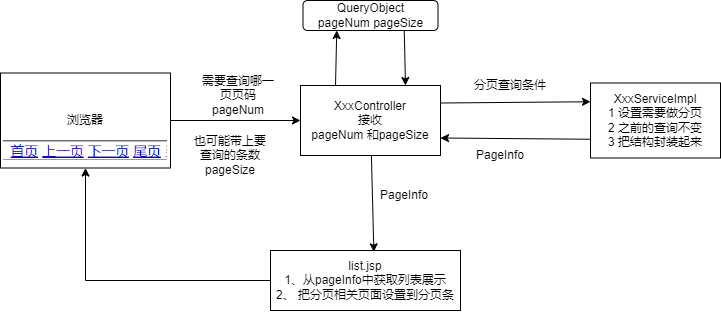 QueryObject
pageNum pageSize
需要查询哪一
页页码
pageNum
也可能带上要
查询的条数
pageSize
浏览器
首页 上一页 下一页 尾页
XxxController
接收
pageNum 和pageSize
分页查询条件
PageInfo
XxxServiceImpl
1 设置需要做分页
2 之前的查询不变
3 把结构封装起来
PageInfo
list.jsp
1、从pageInfo中获取列表展示
2、 把分页相关页面设置到分页条